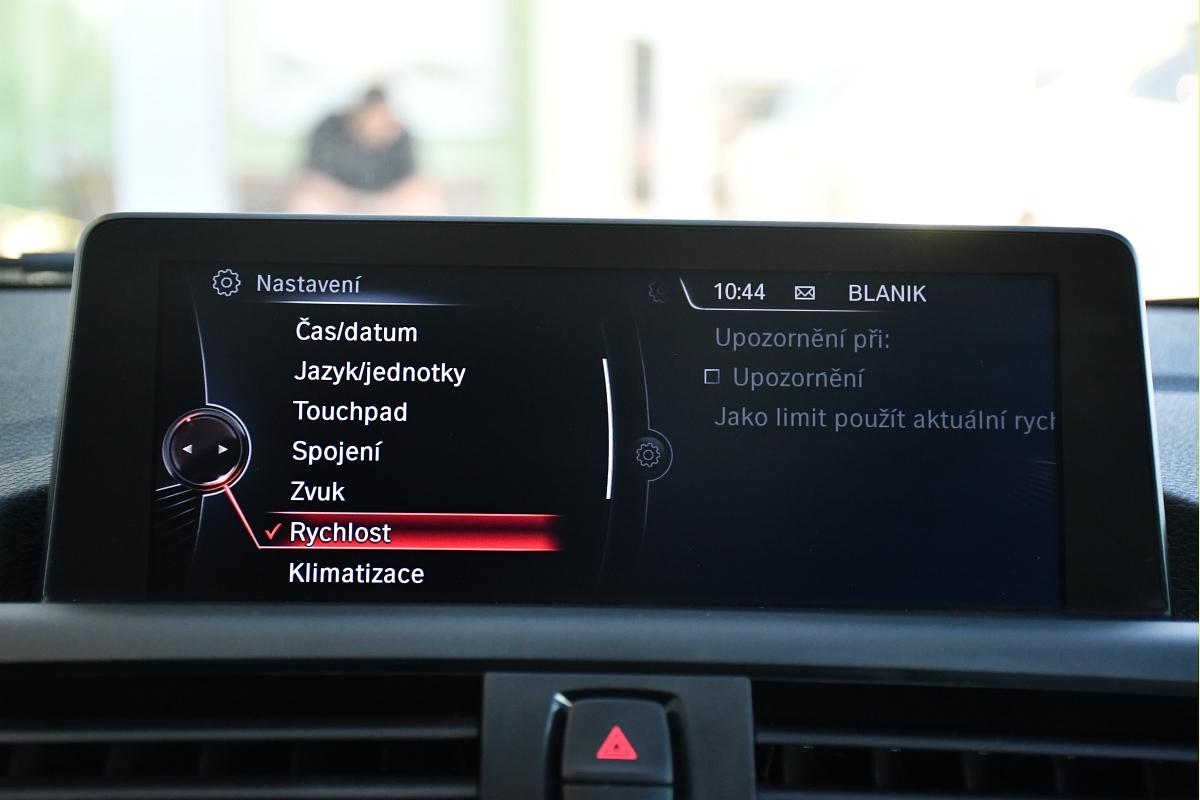 Nastavení
Čas/datum
Jazyk/jednotky
Touchpad
Spojení
Zvuk
Rychlost
Klimatizace
10:44 BLANIK
Upozornění při:
Upozornění
Jako limit použít aktuální